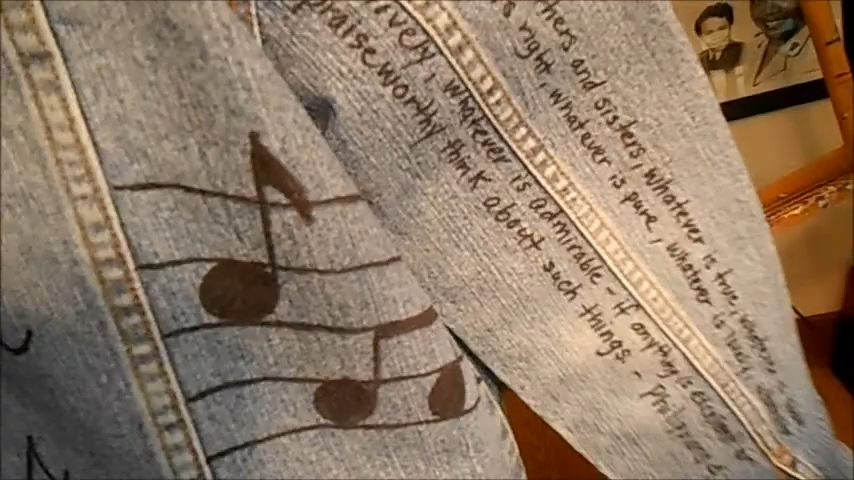 thers and sisters, whatever is true, whatever
is right, whatever is pure, whatever is
lovely, whatever is admirable - if anything is
praiseworthy think about such things. -